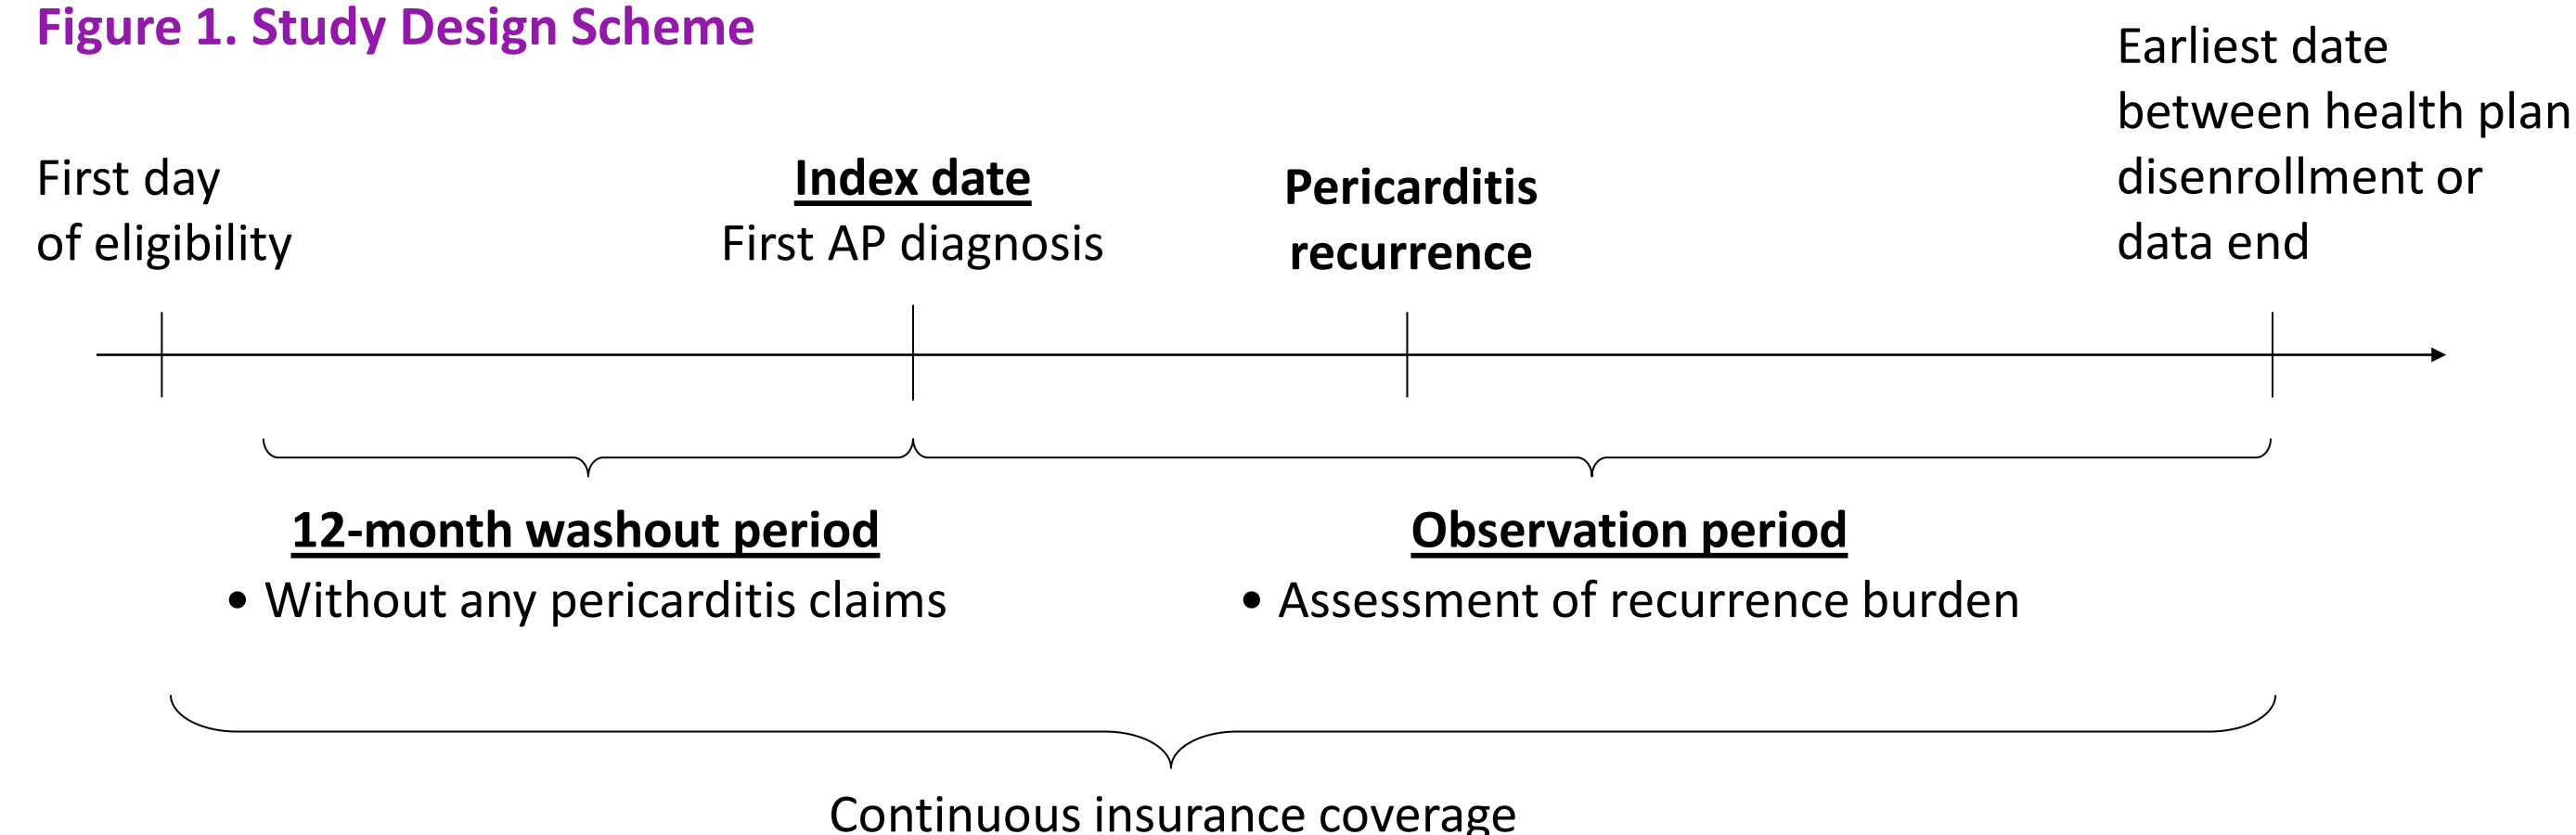 Figure 1. Study Design Scheme
First day
of eligibility
Index date
First AP diagnosis
Pericarditis
recurrence
Earliest date
between health plan
disenrollment or
data end
12-month washout period
• Without any pericarditis claims
Observation period
• Assessment of recurrence burden
Continuous insurance coverage